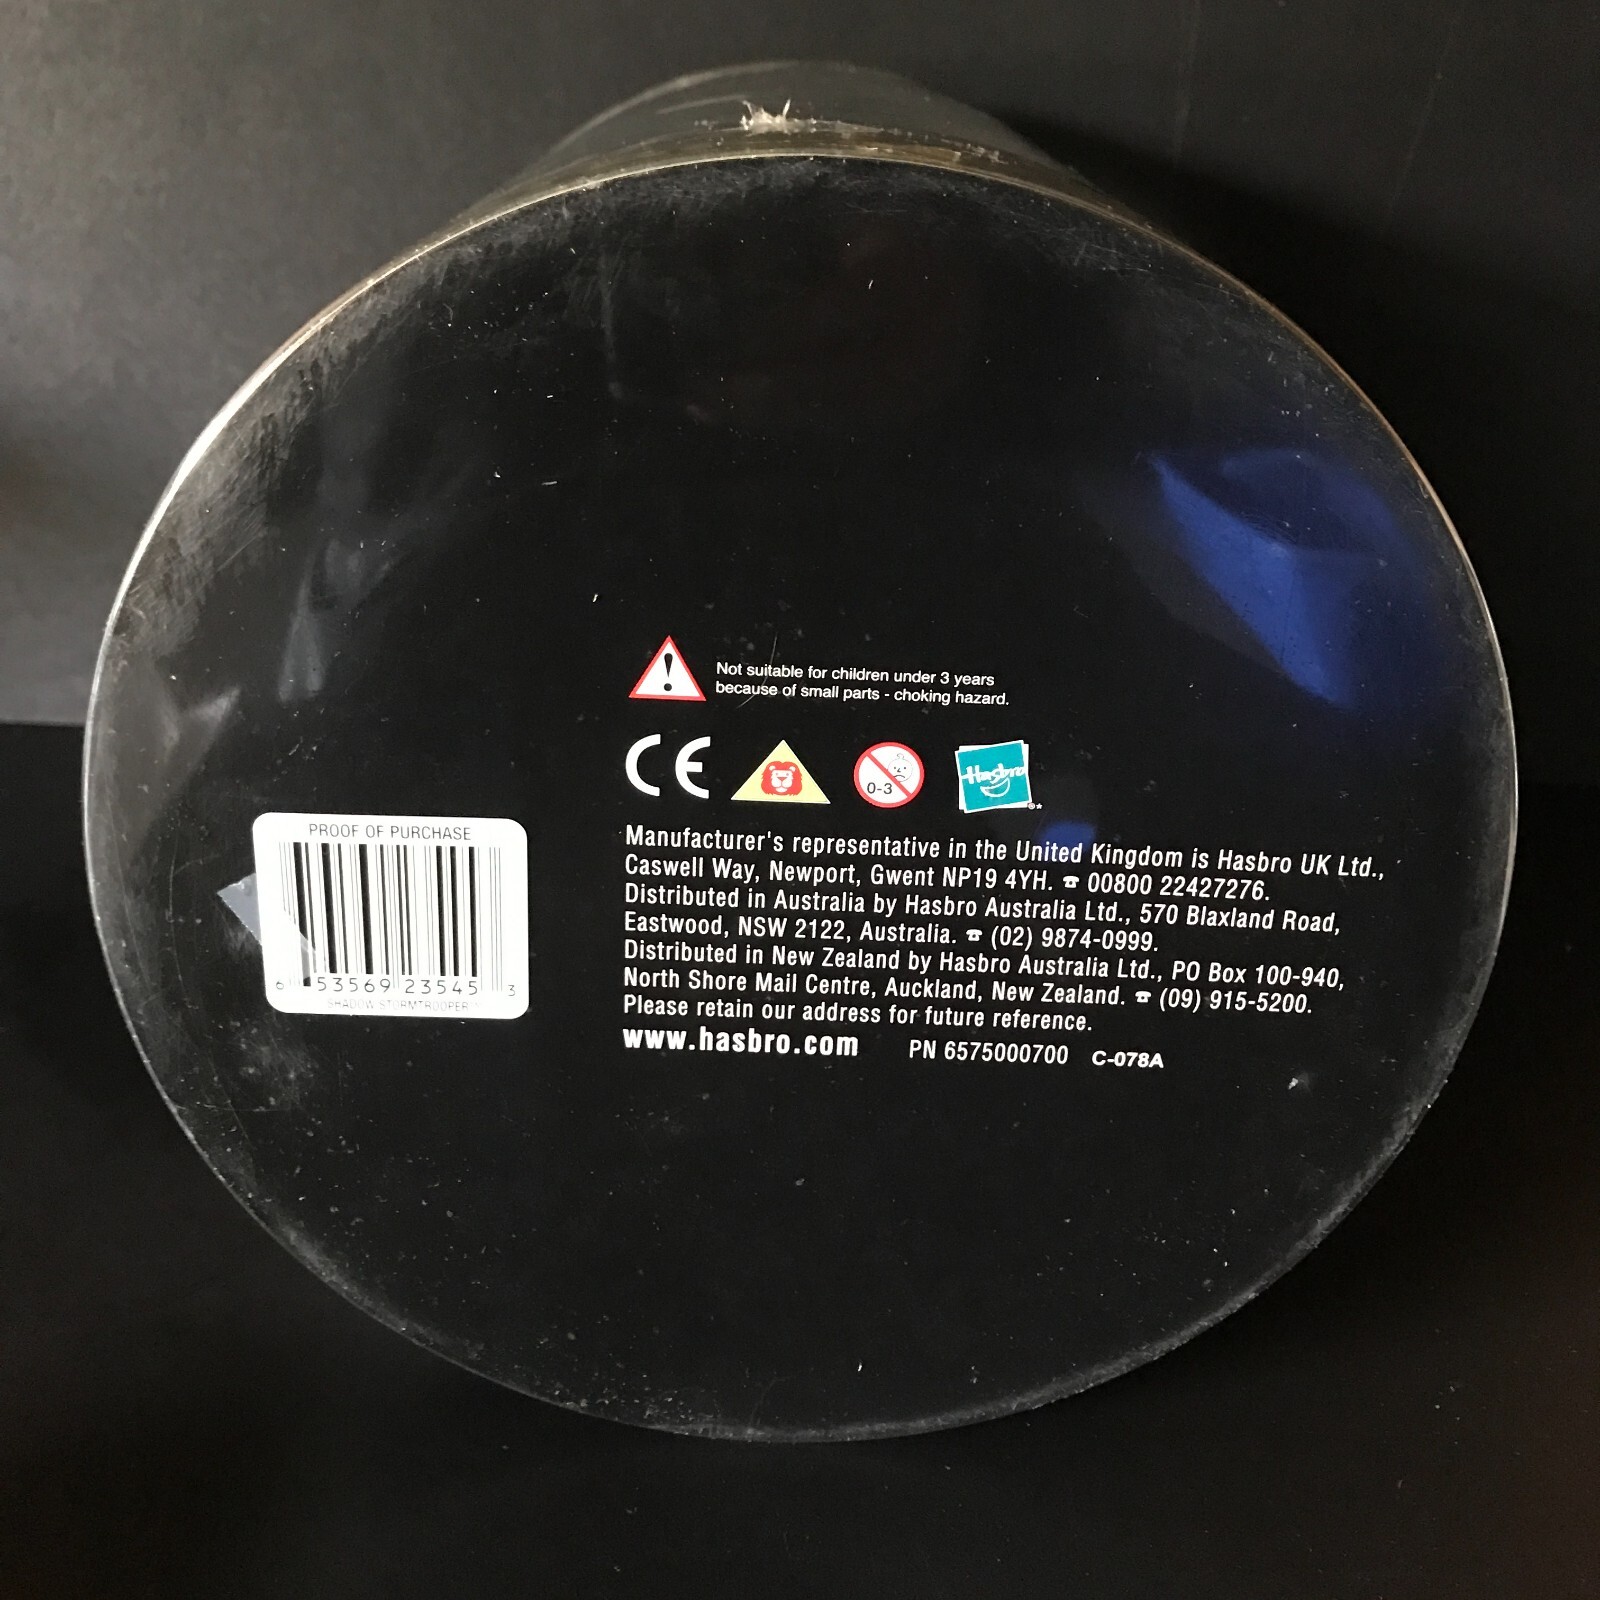 Not suitable for children under 3 years
because of small parts - choking hazard.
CE
0-3
Hasbro
®*
Manufacturer's representative in the United Kingdom is Hasbro UK Ltd.,
Caswell Way, Newport, Gwent NP19 4YH. ☎ 00800 22427276.
Distributed in Australia by Hasbro Australia Ltd., 570 Blaxland Road,
Eastwood, NSW 2122, Australia. ☎ (02) 9874-0999.
Distributed in New Zealand by Hasbro Australia Ltd., PO Box 100-940,
North Shore Mail Centre, Auckland, New Zealand. ☎ (09) 915-5200.
Please retain our address for future reference.
www.hasbro.com PN 6575000700 C-078A
PROOF OF PURCHASE
6 53569 23545 3
SHADOW STORMTROOPER